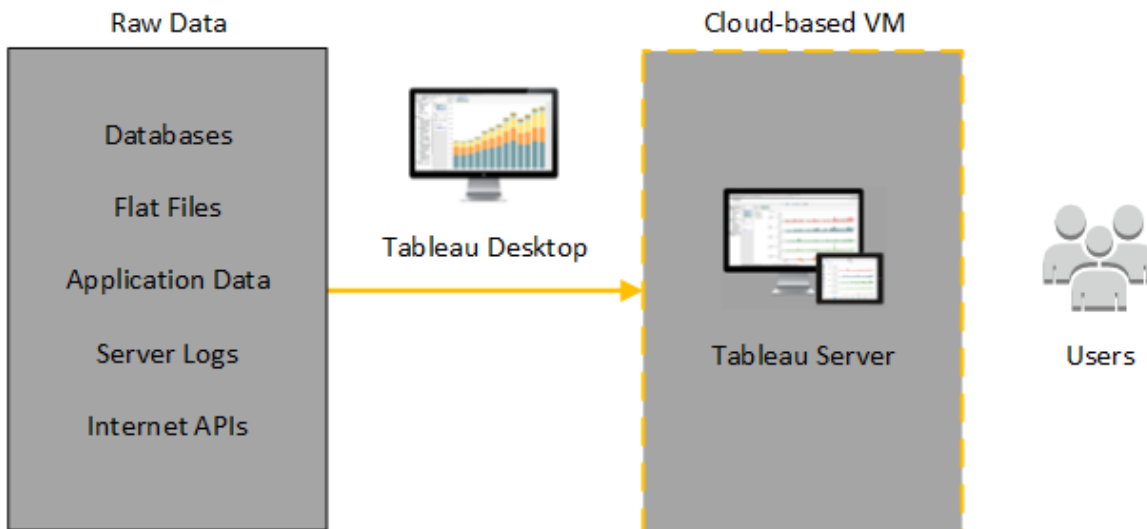 Raw Data
Databases
Flat Files
Application Data
Server Logs
Internet APIs
Tableau Desktop
Cloud-based VM
Tableau Server
Users